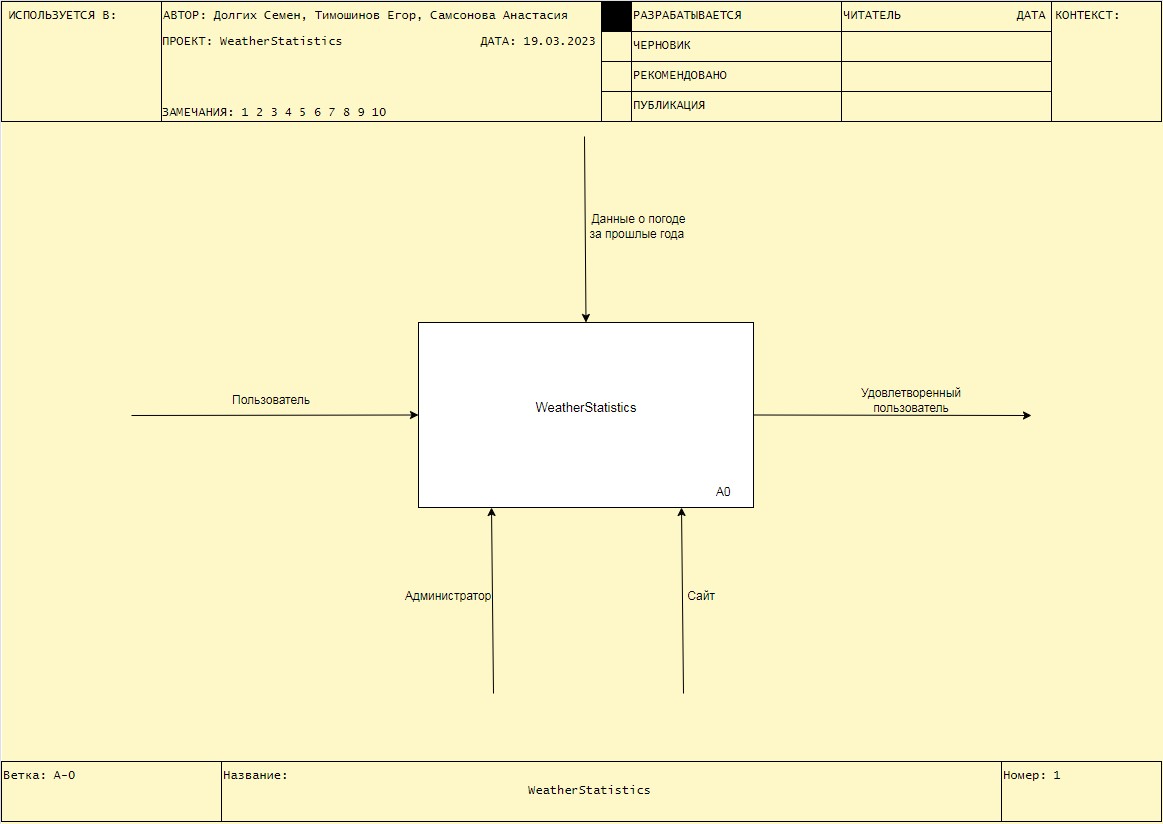 ИСПОЛЬЗУЕТСЯ В:
АВТОР: Долгих Семен, Тимошинов Егор, Самсонова Анастасия
ПРОЕКТ: WeatherStatistics ДАТА: 19.03.2023
ЗАМЕЧАНИЯ: 1 2 3 4 5 6 7 8 9 10
РАЗРАБАТЫВАЕТСЯ
ЧЕРНОВИК
РЕКОМЕНДОВАНО
ПУБЛИКАЦИЯ
ЧИТАТЕЛЬ ДАТА
КОНТЕКСТ:
Данные о погоде
за прошлые года
Пользователь
WeatherStatistics
A0
Удовлетворенный
пользователь
Администратор
Сайт
Ветка: A-0
Название:
WeatherStatistics
Номер: 1